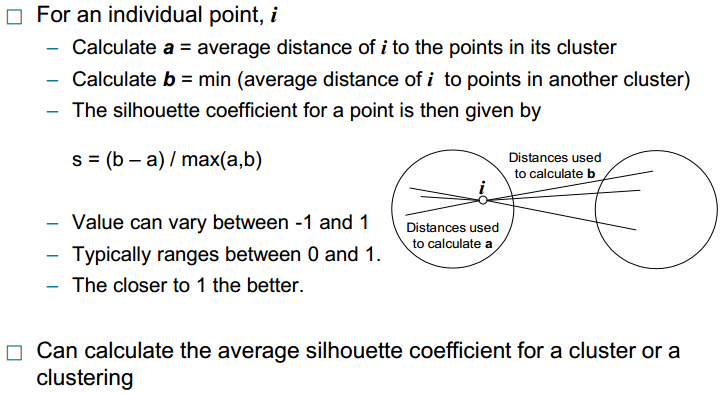 For an individual point, i
– Calculate a = average distance of i to the points in its cluster
– Calculate b = min (average distance of i to points in another cluster)
– The silhouette coefficient for a point is then given by
s = (b – a) / max(a,b)
Distances used
to calculate b
i
Distances used
to calculate a
– Value can vary between -1 and 1
– Typically ranges between 0 and 1.
– The closer to 1 the better.
Can calculate the average silhouette coefficient for a cluster or a
clustering